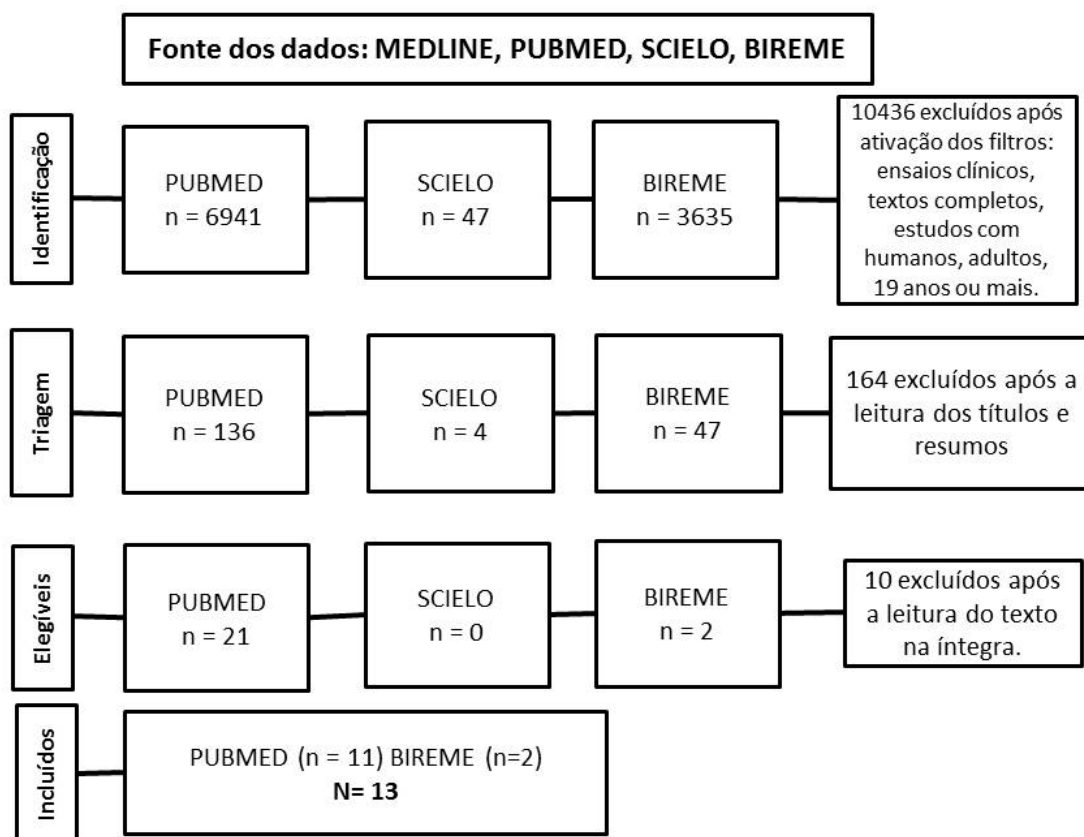 Fonte dos dados: MEDLINE, PUBMED, SCIELO, BIREME
Identificação
PUBMED
n = 6941
SCIELO
n = 47
BIREME
n = 3635
10436 excluídos após
ativação dos filtros:
ensaios clínicos,
textos completos,
estudos com
humanos, adultos,
19 anos ou mais.
Triagem
PUBMED
n = 136
SCIELO
n = 4
BIREME
n = 47
164 excluídos após a
leitura dos títulos e
resumos
Elegíveis
PUBMED
n = 21
SCIELO
n = 0
BIREME
n = 2
10 excluídos após
a leitura do texto
na íntegra.
Incluídos
PUBMED (n = 11) BIREME (n=2)
N= 13